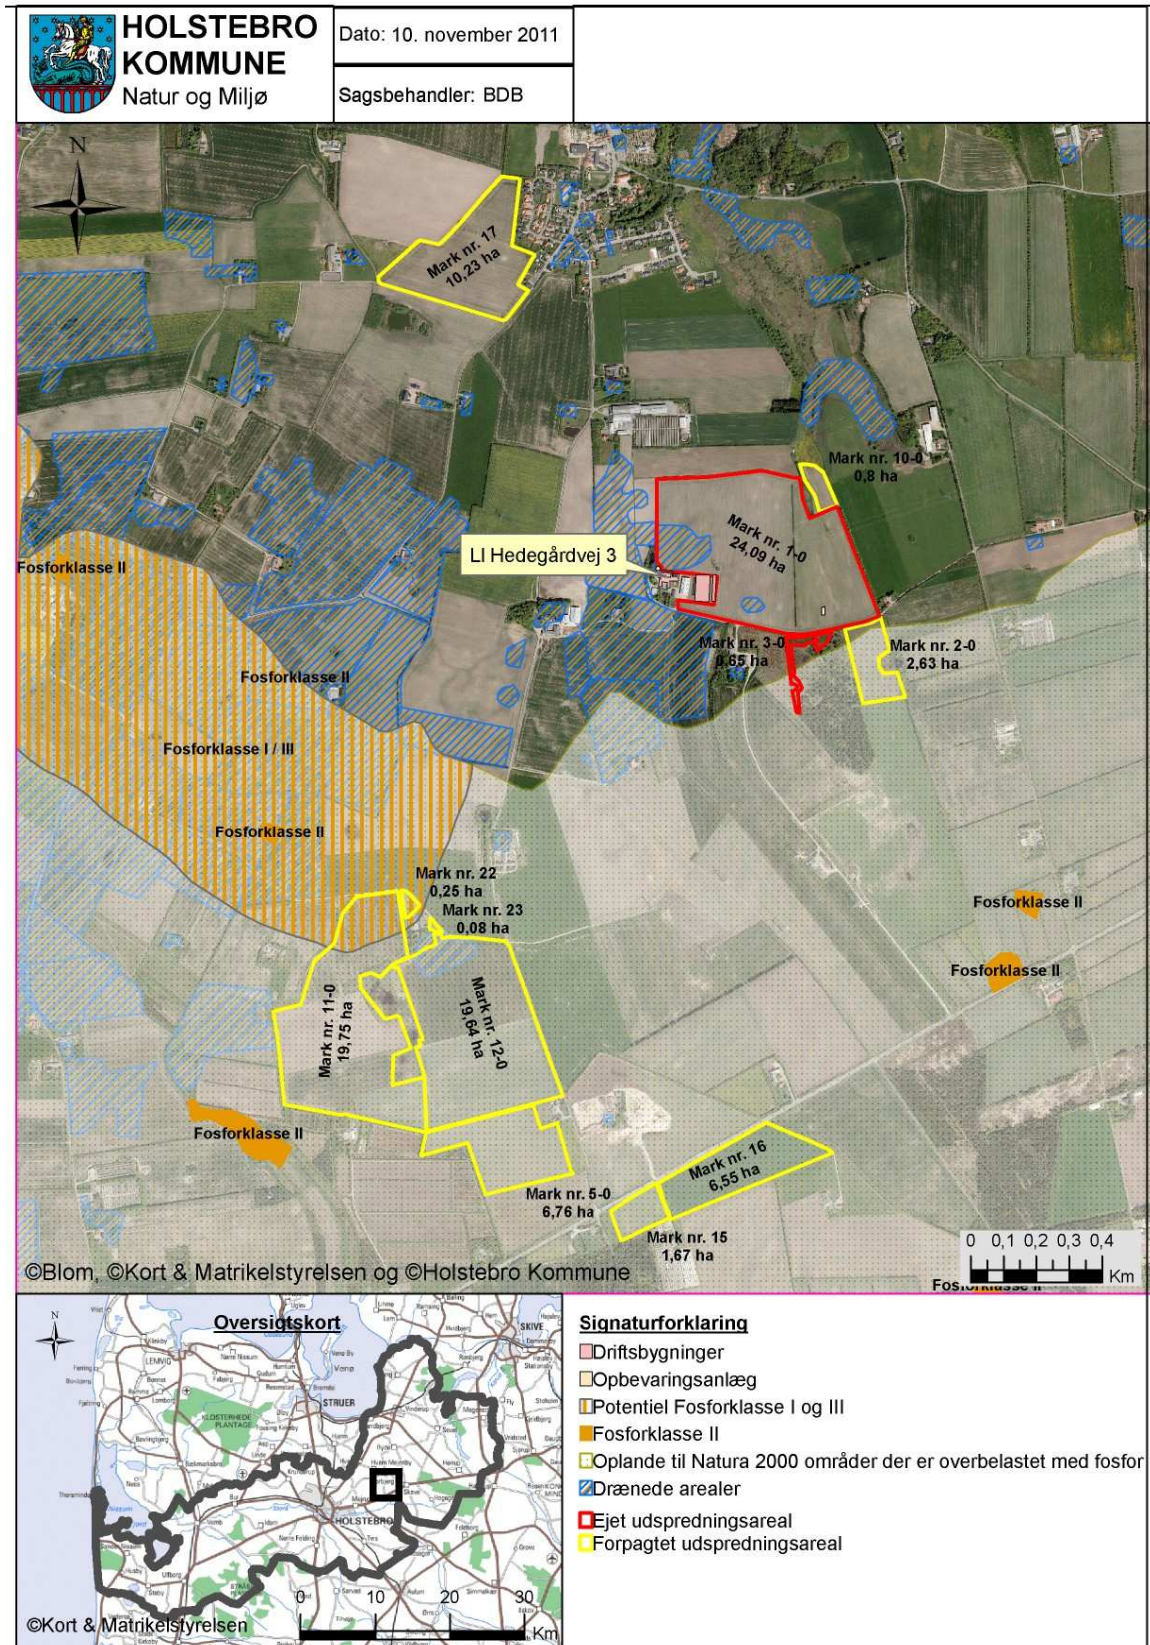 HOLSTEBRO
KOMMUNE
Natur og Miljø
Dato: 10. november 2011
Sagsbehandler: BDB
N
Mark nr. 17
10,23 ha
Mark nr. 10-0
0,8 ha
Mark nr. 1-0
24,09 ha
LI Hedegårdvej 3
Fosforklasse II
Mark nr. 3-0
0,65 ha
Mark nr. 2-0
2,63 ha
Fosforklasse II
Fosforklasse I / III
Fosforklasse II
Mark nr. 22
0,25 ha
Mark nr. 23
0,08 ha
Fosforklasse II
Fosforklasse II
Mark nr. 11-0
19,75 ha
Mark nr. 12-0
19,64 ha
Fosforklasse II
Mark nr. 16
6,55 ha
Mark nr. 5-0
6,76 ha
Mark nr. 15
1,67 ha
0 0,1 0,2 0,3 0,4
Km
©Blom, ©Kort & Matrikelstyrelsen og ©Holstebro Kommune
Fosforklasse II
Oversigtskort
N
SKIVE
LEMVIG
STRUER
KLOSTERHEDE
PLANTAGE
HOLSTEBRO
0 10 20 30
Km
©Kort & Matrikelstyrelsen
Signaturforklaring
Driftsbygninger
Opbevaringsanlæg
Potentiel Fosforklasse I og III
Fosforklasse II
Oplande til Natura 2000 områder der er overbelastet med fosfor
Drænede arealer
Ejet udspredningsareal
Forpagtet udspredningsareal